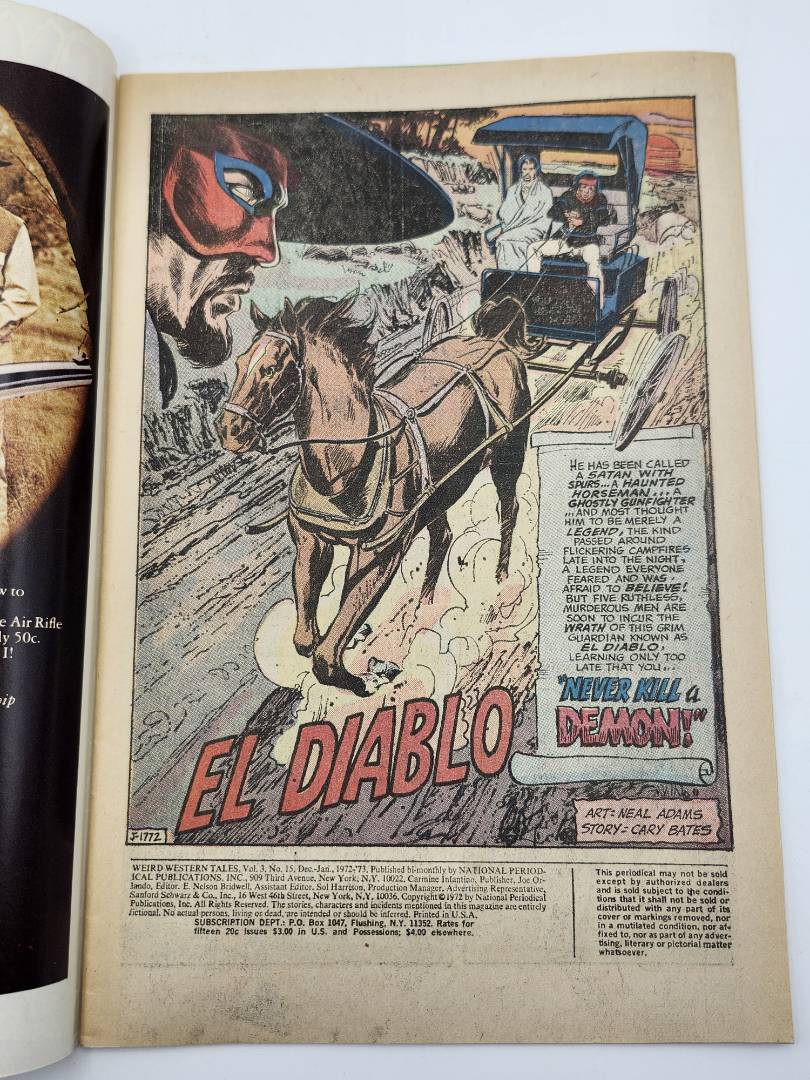 w to
e Air Rifle
ly 50c.
1!
ip
HE HAS BEEN CALLED
A SATAN WITH
SPURS... A HAUNTED
HORSEMAN... A
GHOSTLY GUNFIGHTER
...AND MOST THOUGHT
HIM TO BE MERELY A
LEGEND, THE KIND
PASSED AROUND
FLICKERING CAMPFIRES
LATE INTO THE NIGHT,
A LEGEND EVERYONE
FEARED AND WAS
AFRAID TO BELIEVE!
BUT FIVE RUTHLESS,
MURDEROUS MEN ARE
SOON TO INCUR THE
WRATH OF THIS GRIM
GUARDIAN KNOWN AS
EL DIABLO,
LEARNING ONLY TOO
LATE THAT YOU...
"NEVER KILL a
DEMON!"
EL DIABLO
ART = NEAL ADAMS
STORY = CARY BATES
J-1772
WEIRD WESTERN TALES, Vol. 3, No. 15, Dec.-Jan., 1972-'73. Published bi-monthly by NATIONAL PERIOD-
ICAL PUBLICATIONS, INC., 909 Third Avenue, New York, N.Y. 10022. Carmine Infantino, Publisher, Joe Or-
lando, Editor. E. Nelson Bridwell, Assistant Editor. Sol Harrison, Production Manager. Advertising Representative,
Sanford Schwarz & Co., Inc., 16 West 46th Street, New York, N.Y. 10036. Copyright © 1972 by National Periodical
Publications, Inc. All Rights Reserved. The stories, characters and incidents mentioned in this magazine are entirely
fictional. No actual persons, living or dead, are intended or should be inferred. Printed in U.S.A.
SUBSCRIPTION DEPT.: P.O. Box 1047, Flushing, N.Y. 11352. Rates for
fifteen 20c issues $3.00 in U.S. and Possessions; $4.00 elsewhere.
This periodical may not be sold
except by authorized dealers
and is sold subject to the condi-
tions that it shall not be sold or
distributed with any part of its
cover or markings removed, nor
in a mutilated condition, nor af-
fixed to, nor as part of any adver-
tising, literary or pictorial matter
whatsoever.